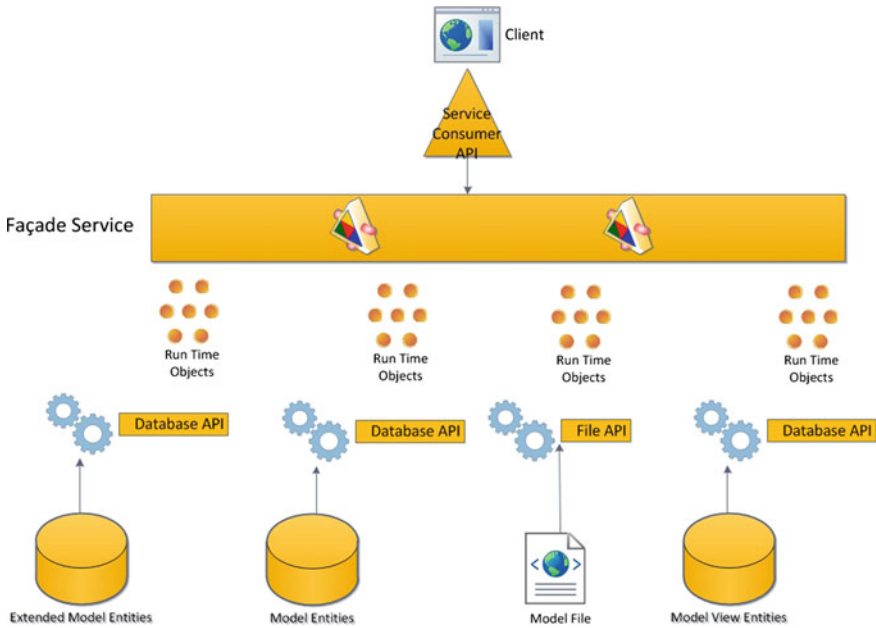 Client
Service
Consumer
API
Façade Service
Run Time
Objects
Run Time
Objects
Run Time
Objects
Run Time
Objects
Database API
Database API
File API
Database API
Extended Model Entities
Model Entities
Model File
Model View Entities